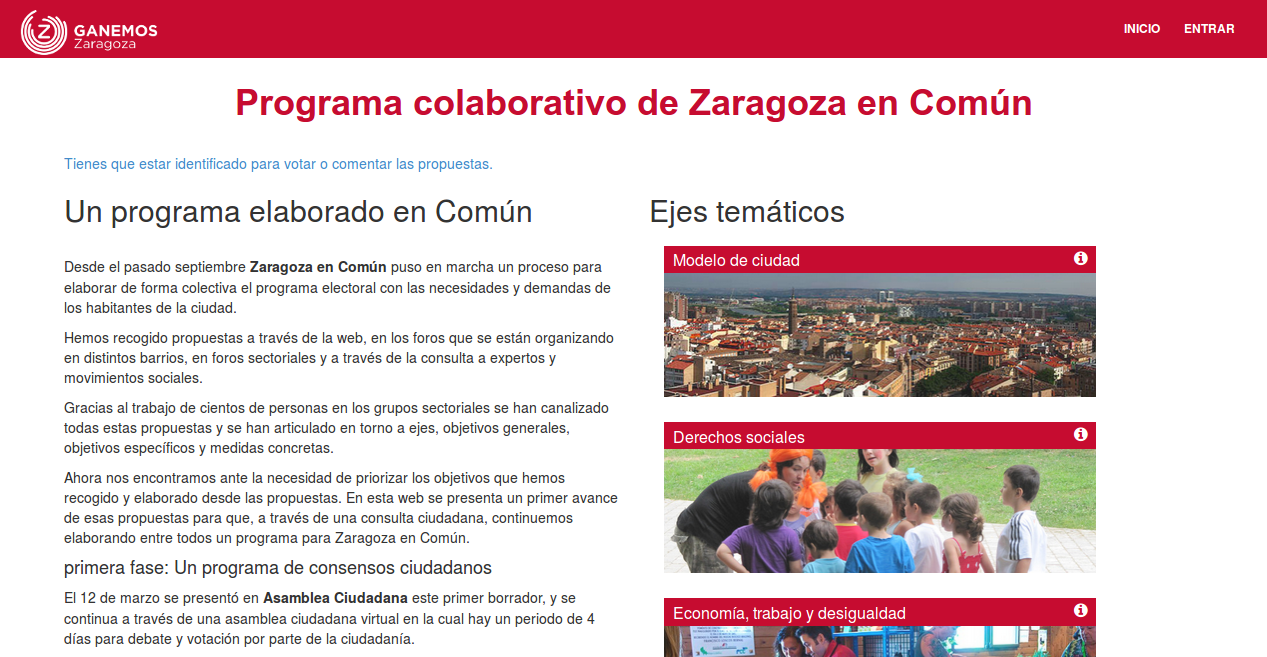 Z GANEMOS
Zaragoza
INICIO ENTRAR
Programa colaborativo de Zaragoza en Común
Tienes que estar identificado para votar o comentar las propuestas.
Un programa elaborado en Común
Desde el pasado septiembre Zaragoza en Común puso en marcha un proceso para
elaborar de forma colectiva el programa electoral con las necesidades y demandas de
los habitantes de la ciudad.
Hemos recogido propuestas a través de la web, en los foros que se están organizando
en distintos barrios, en foros sectoriales y a través de la consulta a expertos y
movimientos sociales.
Gracias al trabajo de cientos de personas en los grupos sectoriales se han canalizado
todas estas propuestas y se han articulado en torno a ejes, objetivos generales,
objetivos específicos y medidas concretas.
Ahora nos encontramos ante la necesidad de priorizar los objetivos que hemos
recogido y elaborado desde las propuestas. En esta web se presenta un primer avance
de esas propuestas para que, a través de una consulta ciudadana, continuemos
elaborando entre todos un programa para Zaragoza en Común.
primera fase: Un programa de consensos ciudadanos
El 12 de marzo se presentó en Asamblea Ciudadana este primer borrador, y se
continua a través de una asamblea ciudadana virtual en la cual hay un periodo de 4
días para debate y votación por parte de la ciudadanía.
Ejes temáticos
Modelo de ciudad
Derechos sociales
Economía, trabajo y desigualdad